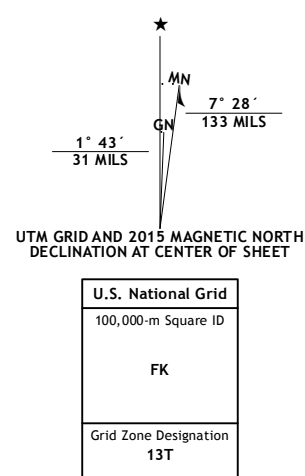 ★
MN
GN
7° 28´
133 MILS
1° 43´
31 MILS
UTM GRID AND 2015 MAGNETIC NORTH
DECLINATION AT CENTER OF SHEET
U.S. National Grid
100,000-m Square ID
FK
Grid Zone Designation
13T